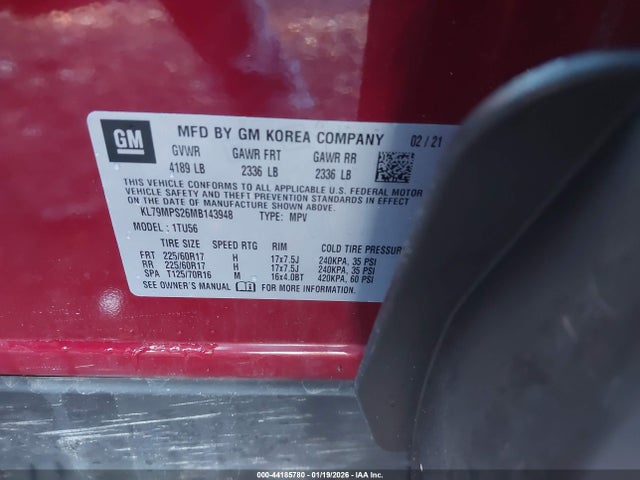 GM MFD BY GM KOREA COMPANY 02 / 21
GVWR GAWR FRT GAWR RR
4189 LB 2336 LB 2336 LB
THIS VEHICLE CONFORMS TO ALL APPLICABLE U.S. FEDERAL MOTOR
VEHICLE SAFETY AND THEFT PREVENTION STANDARDS IN EFFECT
ON THE DATE OF MANUFACTURE SHOWN ABOVE.
KL79MPS26MB143948 TYPE: MPV
MODEL : 1TU56
TIRE SIZE SPEED RTG RIM COLD TIRE PRESSURE
FRT 225/60R17 H 17x7.5J 240KPA, 35 PSI
RR 225/60R17 H 17x7.5J 240KPA, 35 PSI
SPA T125/70R16 M 16x4.0BT 420KPA, 60 PSI
SEE OWNER'S MANUAL FOR MORE INFORMATION.
000-44185780 - 01/19/2026 - IAA Inc.